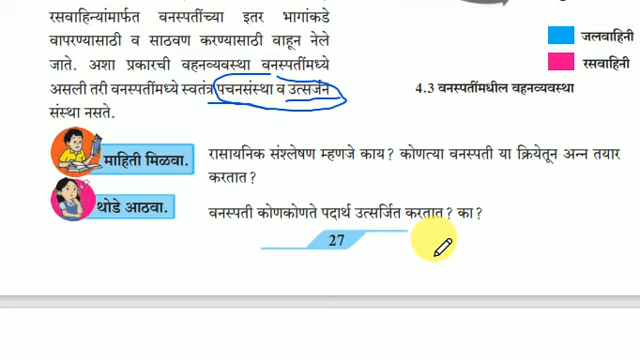 रसवाहिन्यांमार्फत वनस्पतींच्या इतर भागांकडे
वापरण्यासाठी व साठवण करण्यासाठी वाहून नेले
जाते. अशा प्रकारची वहनव्यवस्था वनस्पतींमध्ये
असली तरी वनस्पतींमध्ये स्वतंत्र पचनसंस्था व उत्सर्जन
संस्था नसते.
जलवाहिनी
रसवाहिनी
4.3 वनस्पतींमधील वहनव्यवस्था
माहिती मिळवा.
रासायनिक संश्लेषण म्हणजे काय? कोणत्या वनस्पती या क्रियेतून अन्न तयार
करतात?
थोडे आठवा.
वनस्पती कोणकोणते पदार्थ उत्सर्जित करतात? का?
27